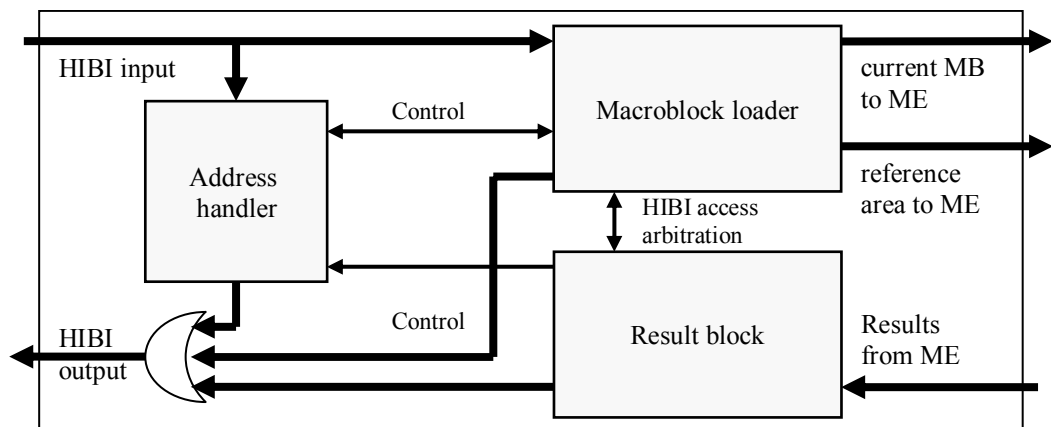 HIBI input
Control
Macroblock loader
current MB
to ME
Address
handler
reference
area to ME
HIBI access
arbitration
HIBI
output
Control
Result block
Results
from ME